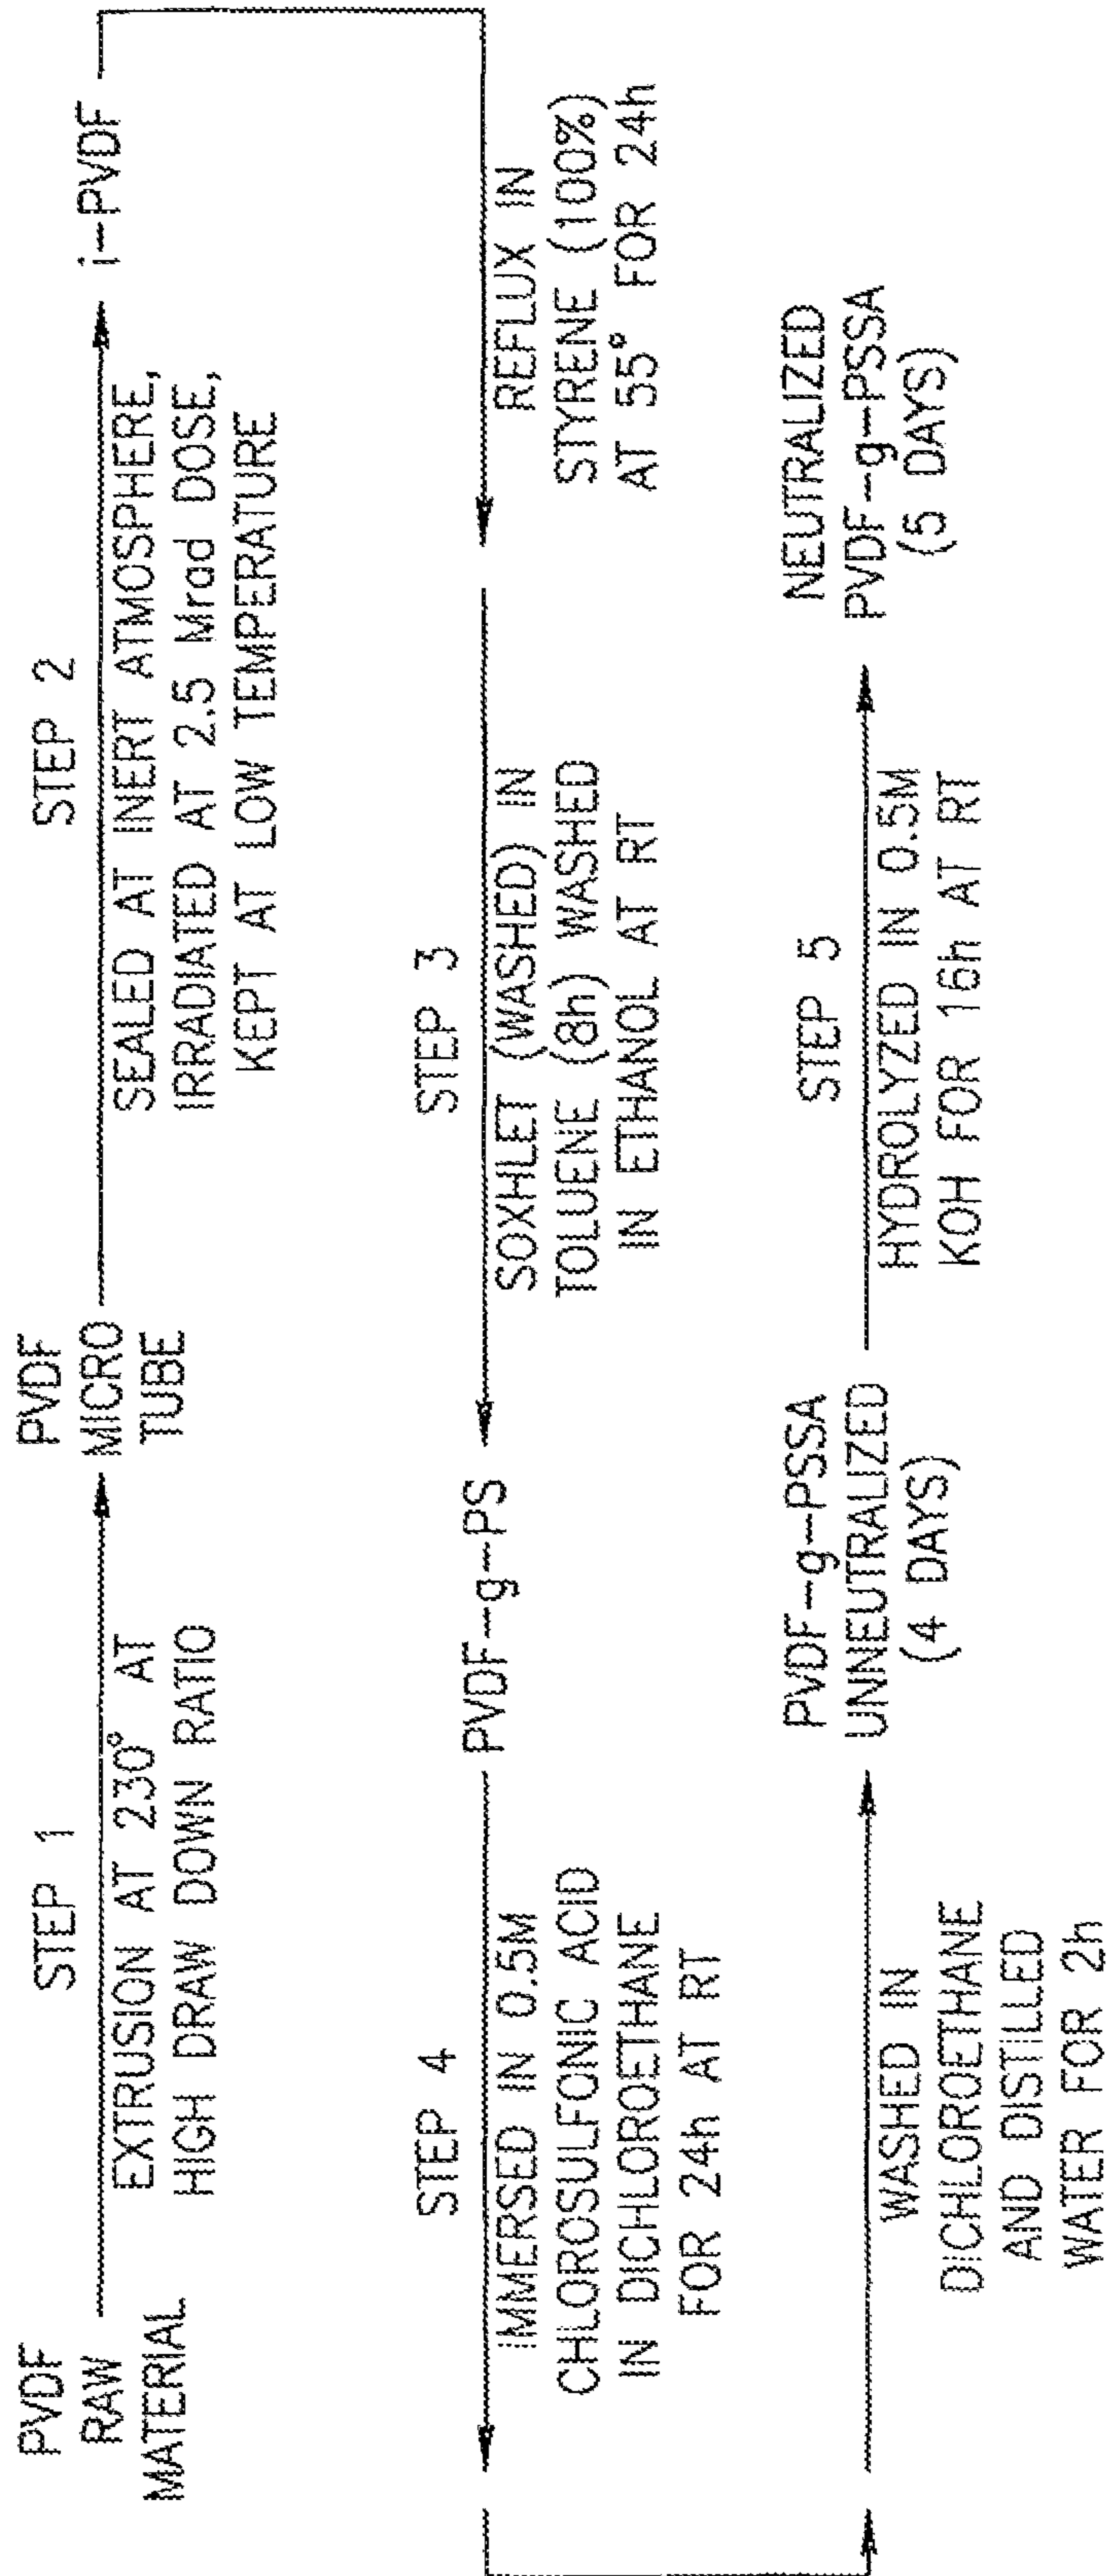 PVDF
RAW
MATERIAL
STEP 1
EXTRUSION AT 230° AT
HIGH DRAW DOWN RATIO
PVDF
MICRO
TUBE
STEP 2
SEALED AT INERT ATMOSPHERE,
IRRADIATED AT 2.5 Mrad DOSE,
KEPT AT LOW TEMPERATURE
i-PVDF
REFLUX IN
STYRENE (100%)
AT 55° FOR 24h
STEP 3
SOXHLET (WASHED) IN
TOLUENE (8h) WASHED
IN ETHANOL AT RT
PVDF-g-PS
STEP 4
IMMERSED IN 0.5M
CHLOROSULFONIC ACID
IN DICHLOROETHANE
FOR 24h AT RT
WASHED IN
DICHLOROETHANE
AND DISTILLED
WATER FOR 2h
PVDF-g-PSSA
UNNEUTRALIZED
(4 DAYS)
STEP 5
HYDROLYZED IN 0.5M
KOH FOR 16h AT RT
NEUTRALIZED
PVDF-g-PSSA
(5 DAYS)